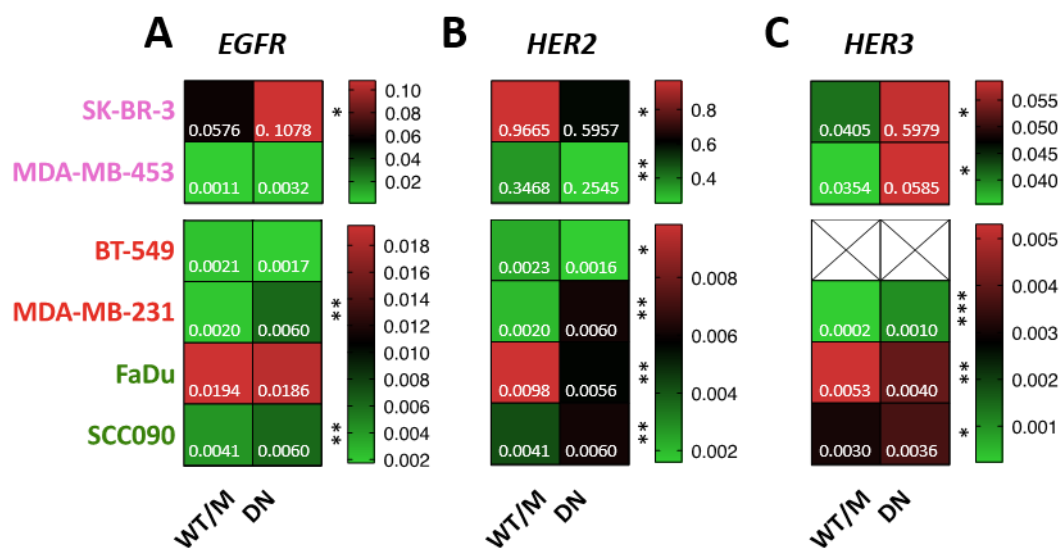 A EGFR B HER2 C HER3
SK-BR-3 0.0576 0. 1078 * 0.9665 0. 5957 * 0.0405 0. 5979 *
MDA-MB-453 0.0011 0.0032 0.3468 0.2545 ** 0.0354 0.0585 *
0.10 0.08 0.06 0.04 0.02
0.8 0.6 0.4
0.055 0.050 0.045 0.040
BT-549 0.0021 0.0017 0.0023 0.0016 *
MDA-MB-231 0.0020 0.0060 ** 0.0020 0.0060 ** 0.0002 0.0010 ***
FaDu 0.0194 0.0186 0.0098 0.0056 ** 0.0053 0.0040 **
SCC090 0.0041 0.0060 ** 0.0041 0.0060 ** 0.0030 0.0036 *
0.018 0.016 0.014 0.012 0.010 0.008 0.006 0.004 0.002
0.008 0.006 0.004 0.002
0.005 0.004 0.003 0.002 0.001
WT/M DN WT/M DN WT/M DN